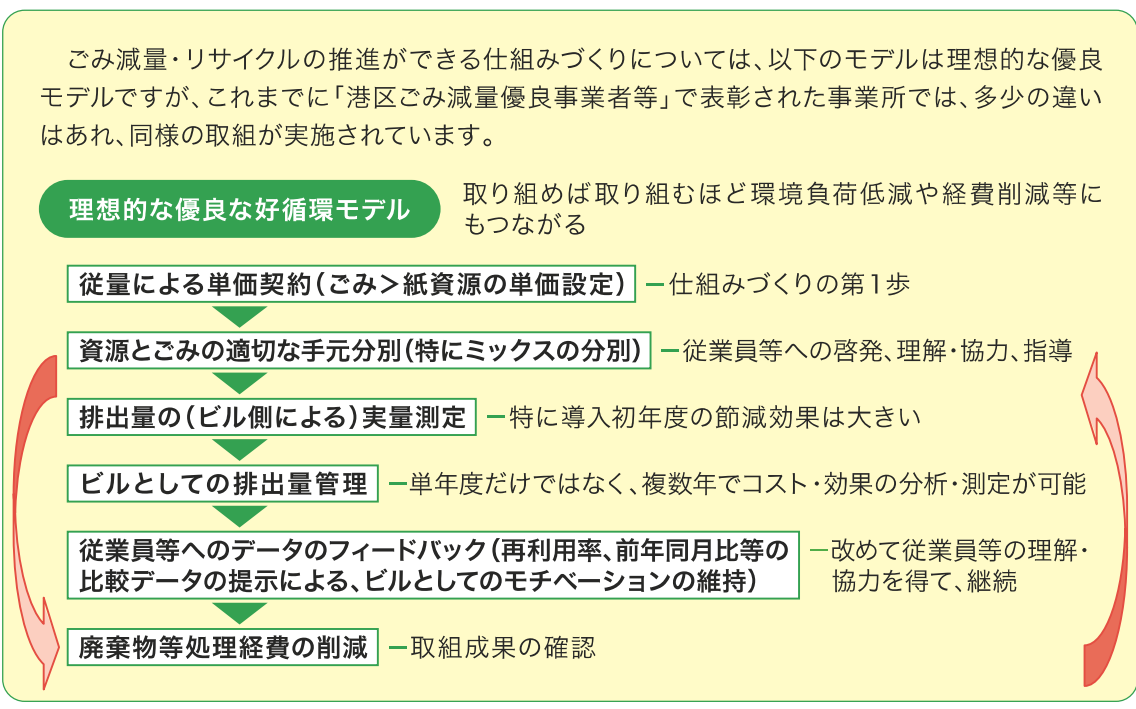 ごみ減量・リサイクルの推進ができる仕組みづくりについては、以下のモデルは理想的な優良
モデルですが、これまでに「港区ごみ減量優良事業者等」で表彰された事業所では、多少の違い
はあれ、同様の取組が実施されています。
理想的な優良な好循環モデル
取り組めば取り組むほど環境負荷低減や経費削減等に
もつながる
従量による単価契約（ごみ＞紙資源の単価設定）
仕組みづくりの第1歩
資源とごみの適切な手元分別（特にミックスの分別）
従業員等への啓発、理解・協力、指導
排出量の（ビル側による）実量測定
特に導入初年度の節減効果は大きい
ビルとしての排出量管理
単年度だけではなく、複数年でコスト・効果の分析・測定が可能
従業員等へのデータのフィードバック（再利用率、前年同月比等の
比較データの提示による、ビルとしてのモチベーションの維持）
改めて従業員等の理解・
協力を得て、継続
廃棄物等処理経費の削減
取組成果の確認